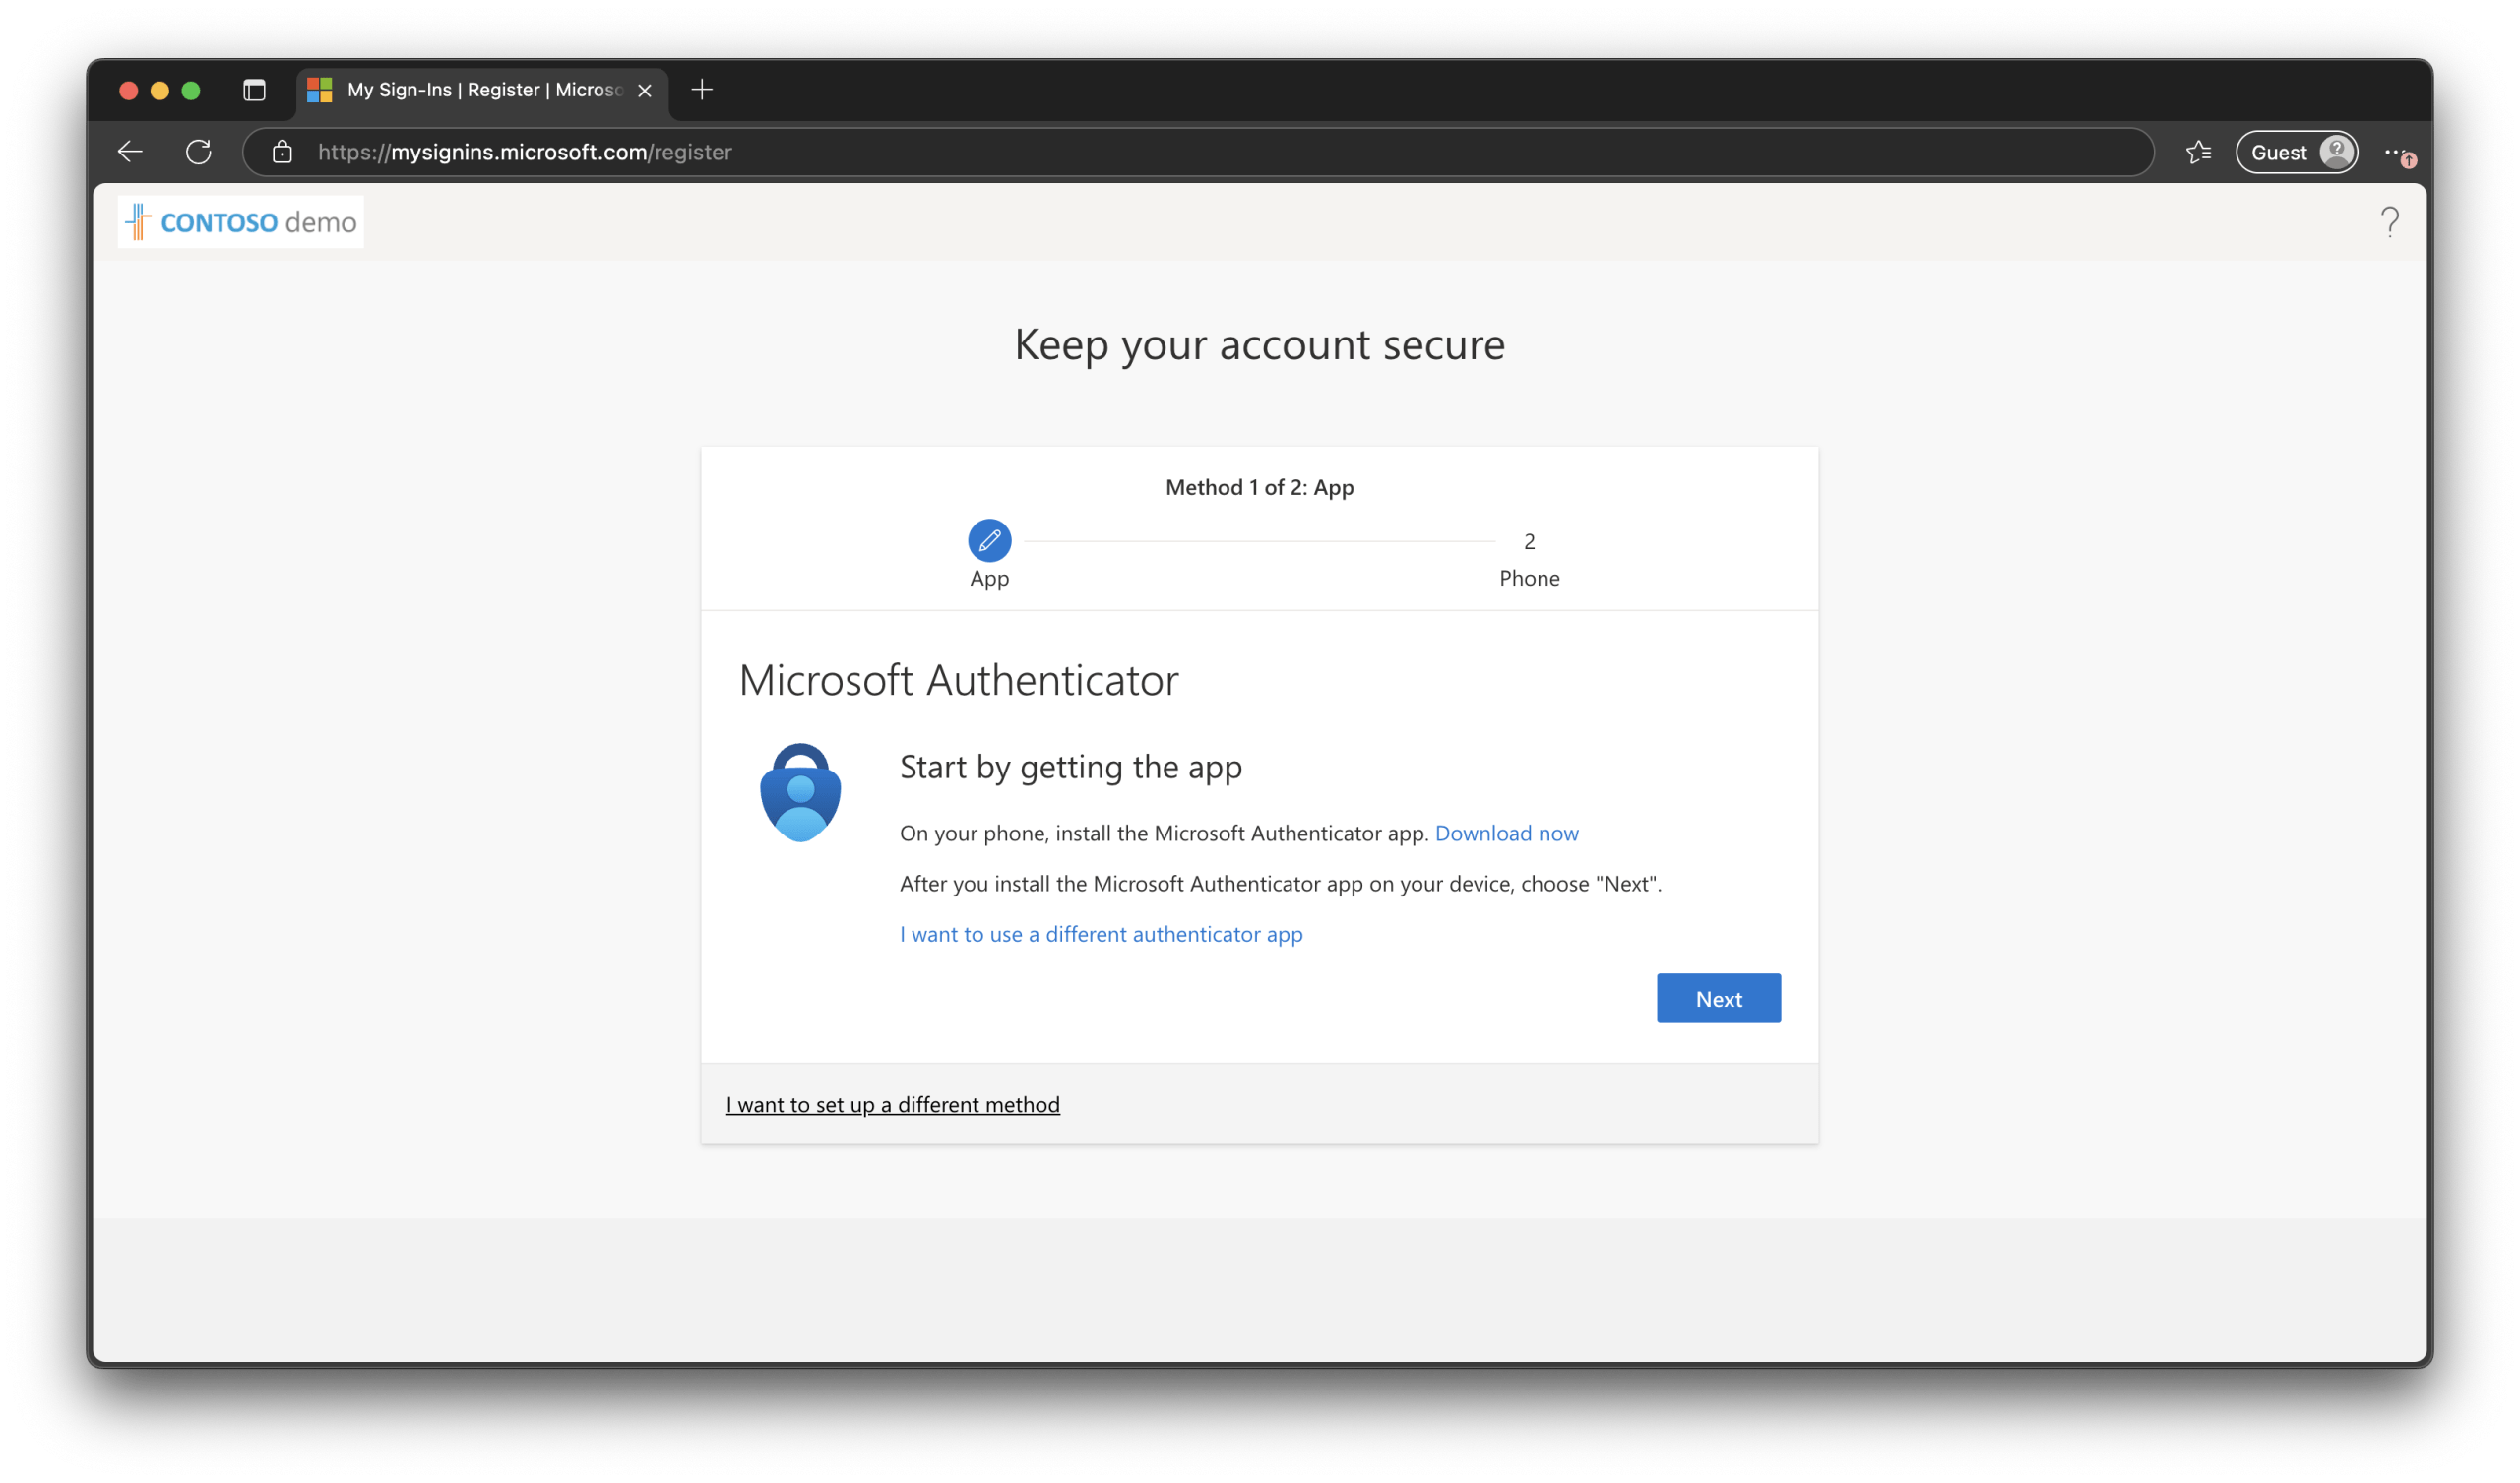 My Sign-Ins | Register | Microso
https://mysignins.microsoft.com/register
Guest
CONTOSO demo
?
Keep your account secure
Method 1 of 2: App
2
App
Phone
Microsoft Authenticator
Start by getting the app
On your phone, install the Microsoft Authenticator app. Download now
After you install the Microsoft Authenticator app on your device, choose "Next".
I want to use a different authenticator app
Next
I want to set up a different method